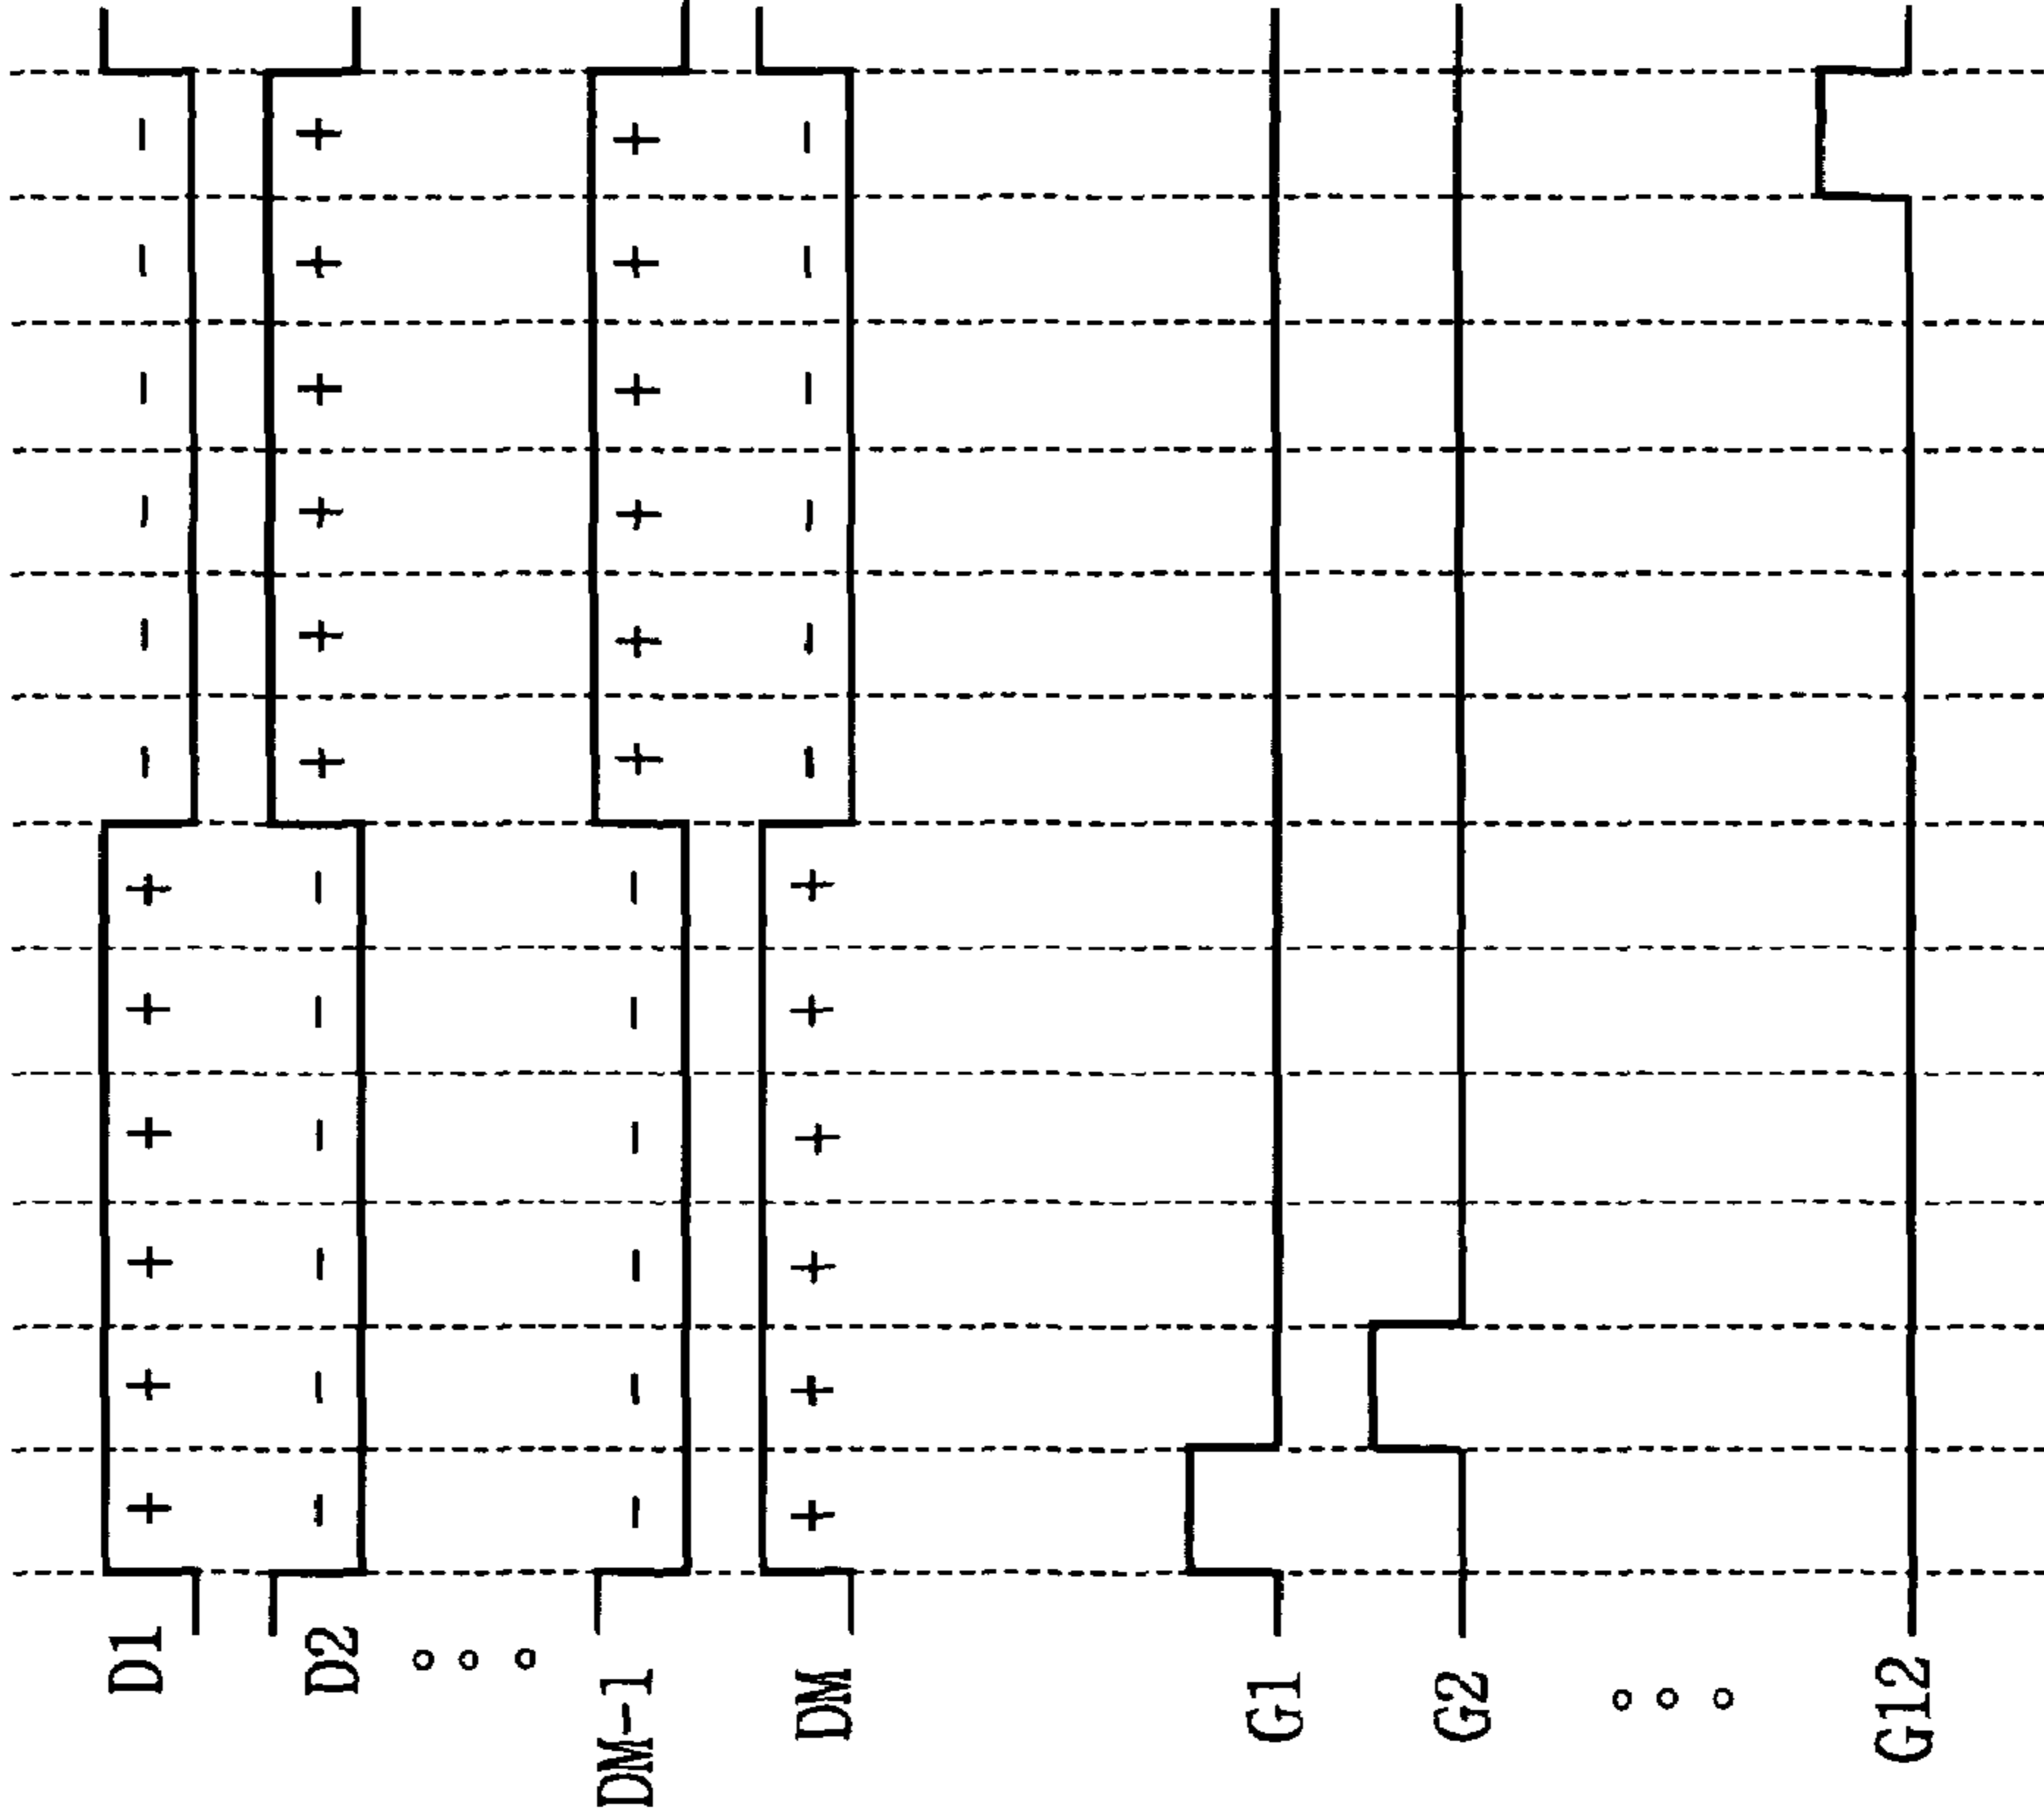 D1 + + + + + + - - - - - -
D2 - - - - - - + + + + + +
DM-1 - - - - - - + + + + + +
DM + + + + + + - - - - - -
G1
G2
G12